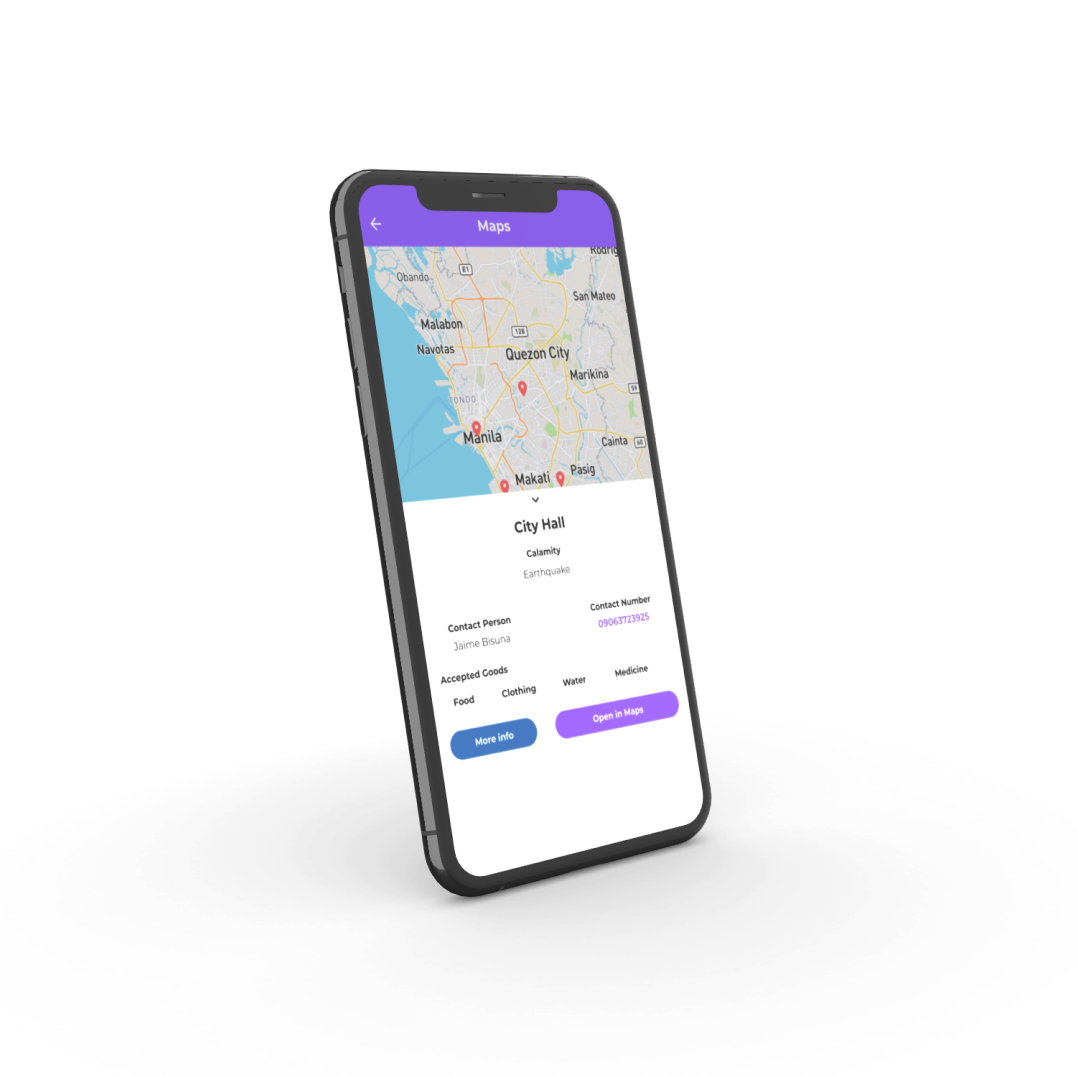 Maps
Rodrig
E1
Obando
San Mateo
Malabon
128
Navotas
Quezon City
Marikina
59
TONDO
Manila
Cainta
60
Pasig
Makati
City Hall
Calamity
Earthquake
Contact Person
Contact Number
Jaime Bisuna
09063723925
Accepted Goods
Food Clothing Water Medicine
More info Open in Maps